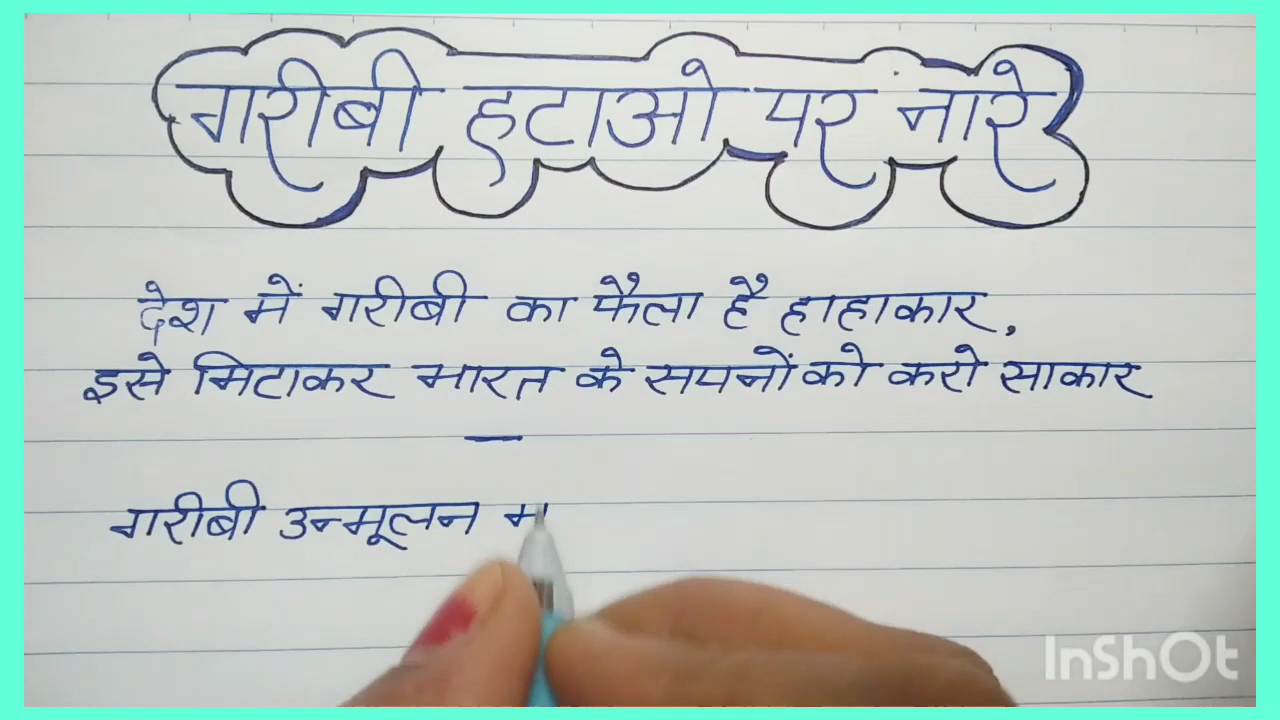 गरीबी हटाओ पर नारे
देश में गरीबी का फैला है हाहाकार,
इसे मिटाकर भारत के सपनों को करो साकार
गरीबी उन्मूलन म
InShOt